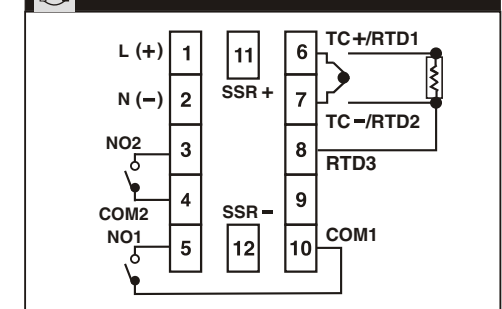 L (+) 1 11 6 TC+/RTD1
N (−) 2 SSR + 7 TC −/RTD2
NO2 3 8 RTD3
COM2 4 SSR − 9
NO1 5 12 10 COM1